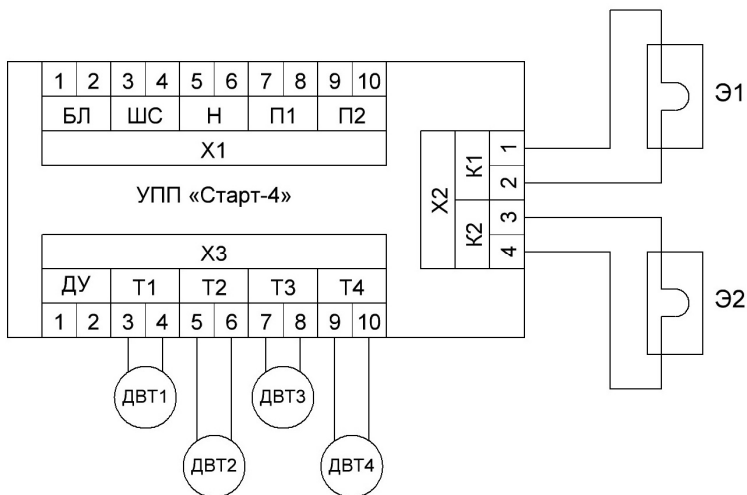 1 2 3 4 5 6 7 8 9 10
БЛ ШС Н П1 П2
Х1
УПП «Старт-4»
Х2
К1
1
2
К2
3
4
Э1
Э2
Х3
ДУ Т1 Т2 Т3 Т4
1 2 3 4 5 6 7 8 9 10
ДВТ1 ДВТ3
ДВТ2 ДВТ4